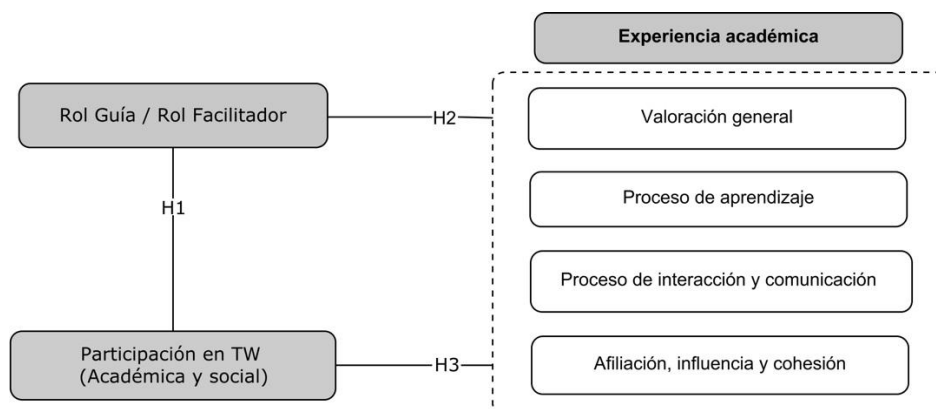 Experiencia académica
Rol Guía / Rol Facilitador
H2
Valoración general
H1
Proceso de aprendizaje
Proceso de interacción y comunicación
Participación en TW
(Académica y social)
H3
Afiliación, influencia y cohesión